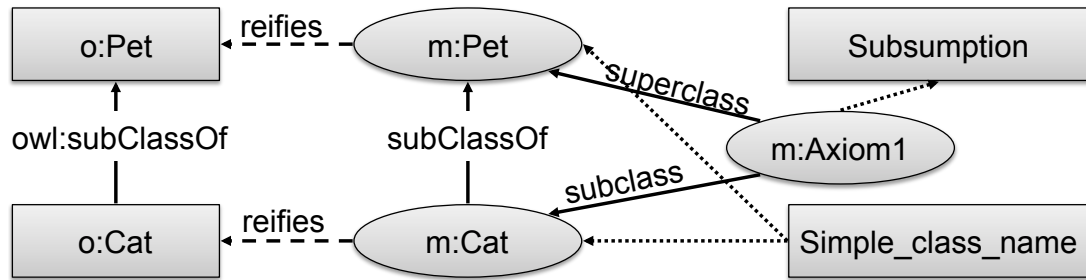 o:Pet
reifies
m:Pet
Subsumption
superclass
owl:subClassOf
subClassOf
m:Axiom1
subclass
o:Cat
reifies
m:Cat
Simple_class_name